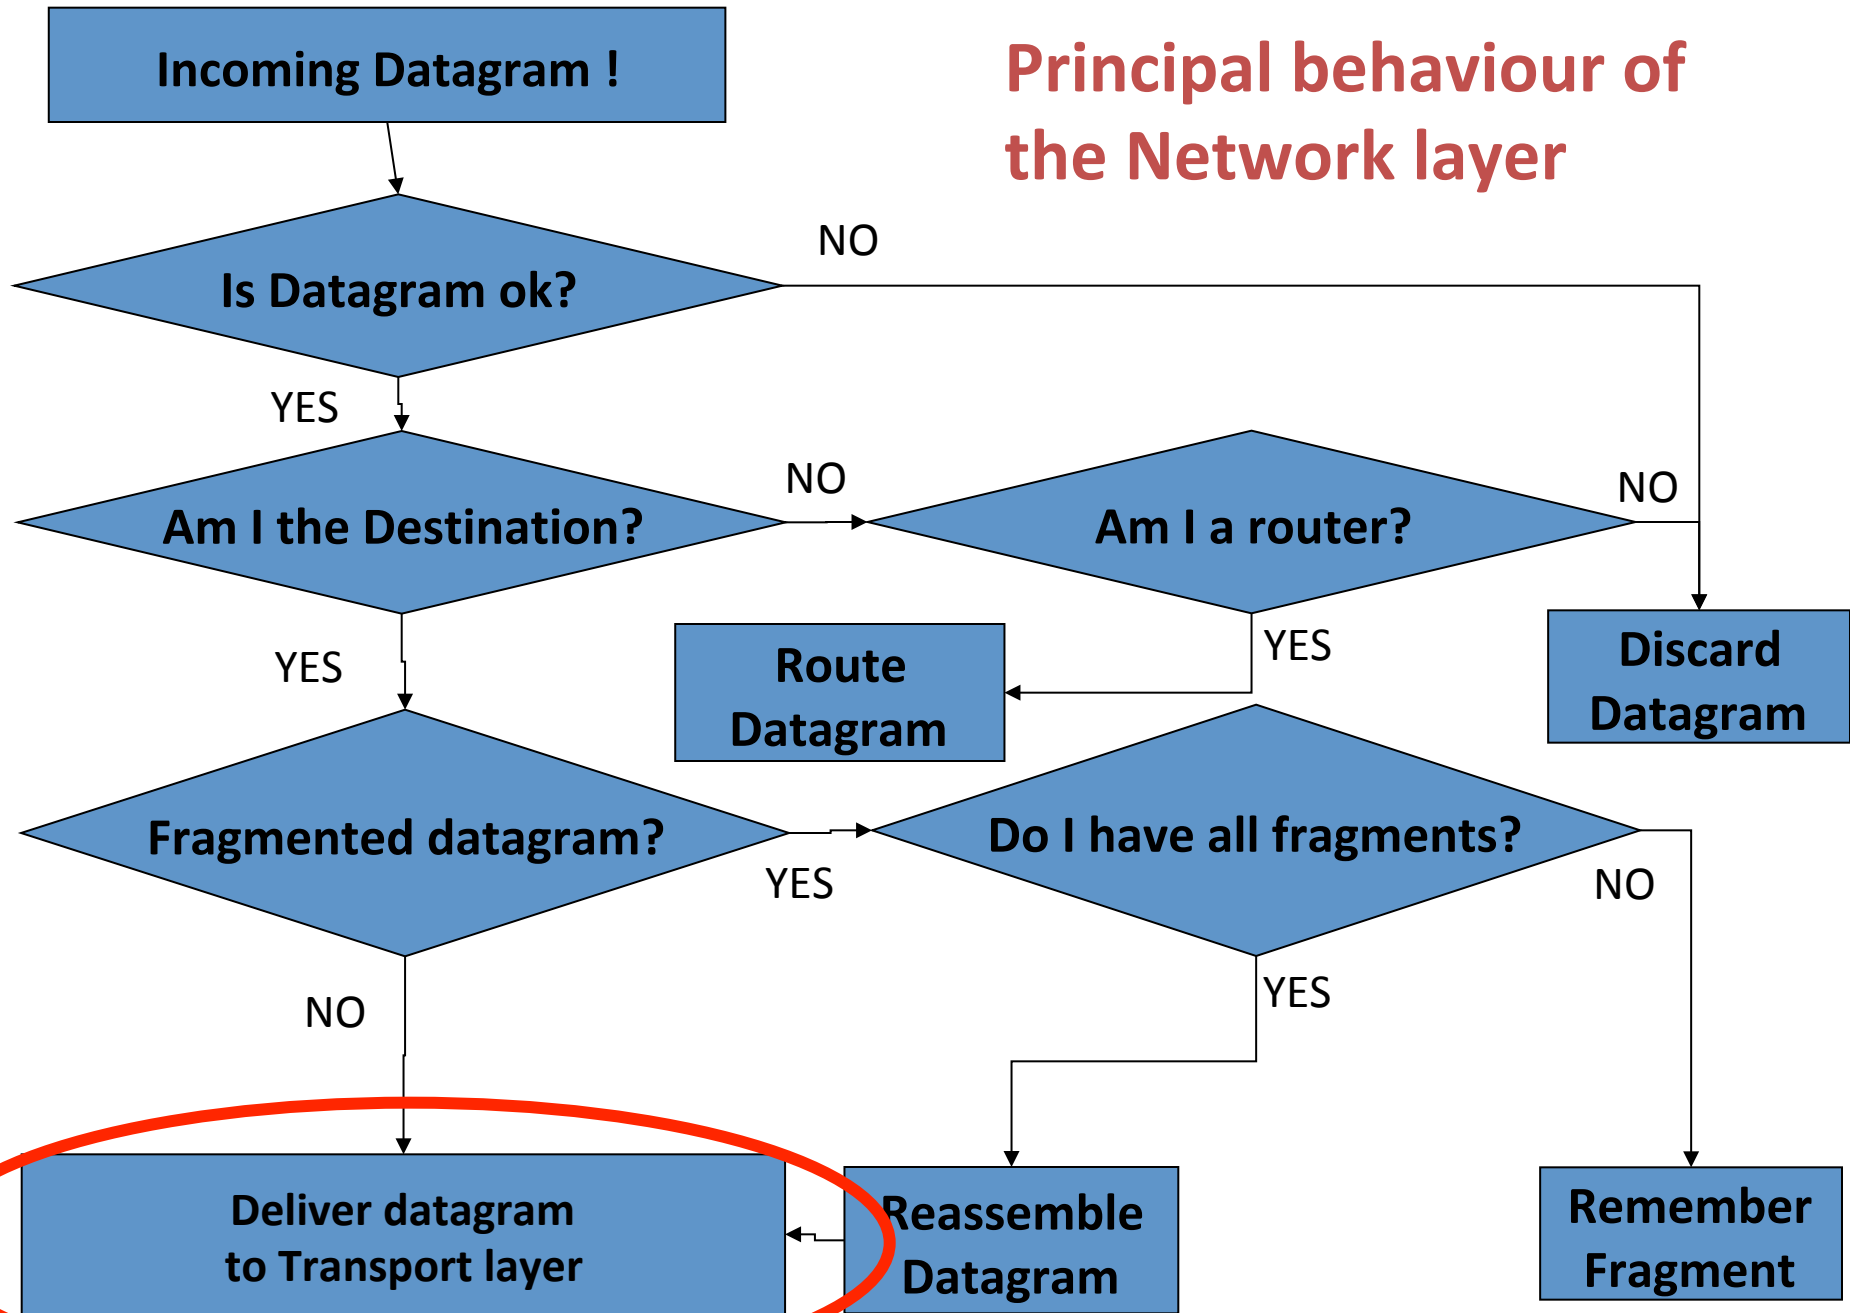 Incoming Datagram !
Principal behaviour of
the Network layer
NO
Is Datagram ok?
YES
NO
NO
Am I the Destination?
Am I a router?
YES
YES
Route
Datagram
Discard
Datagram
Fragmented datagram?
Do I have all fragments?
YES
NO
NO
YES
Deliver datagram
to Transport layer
Reassemble
Datagram
Remember
Fragment